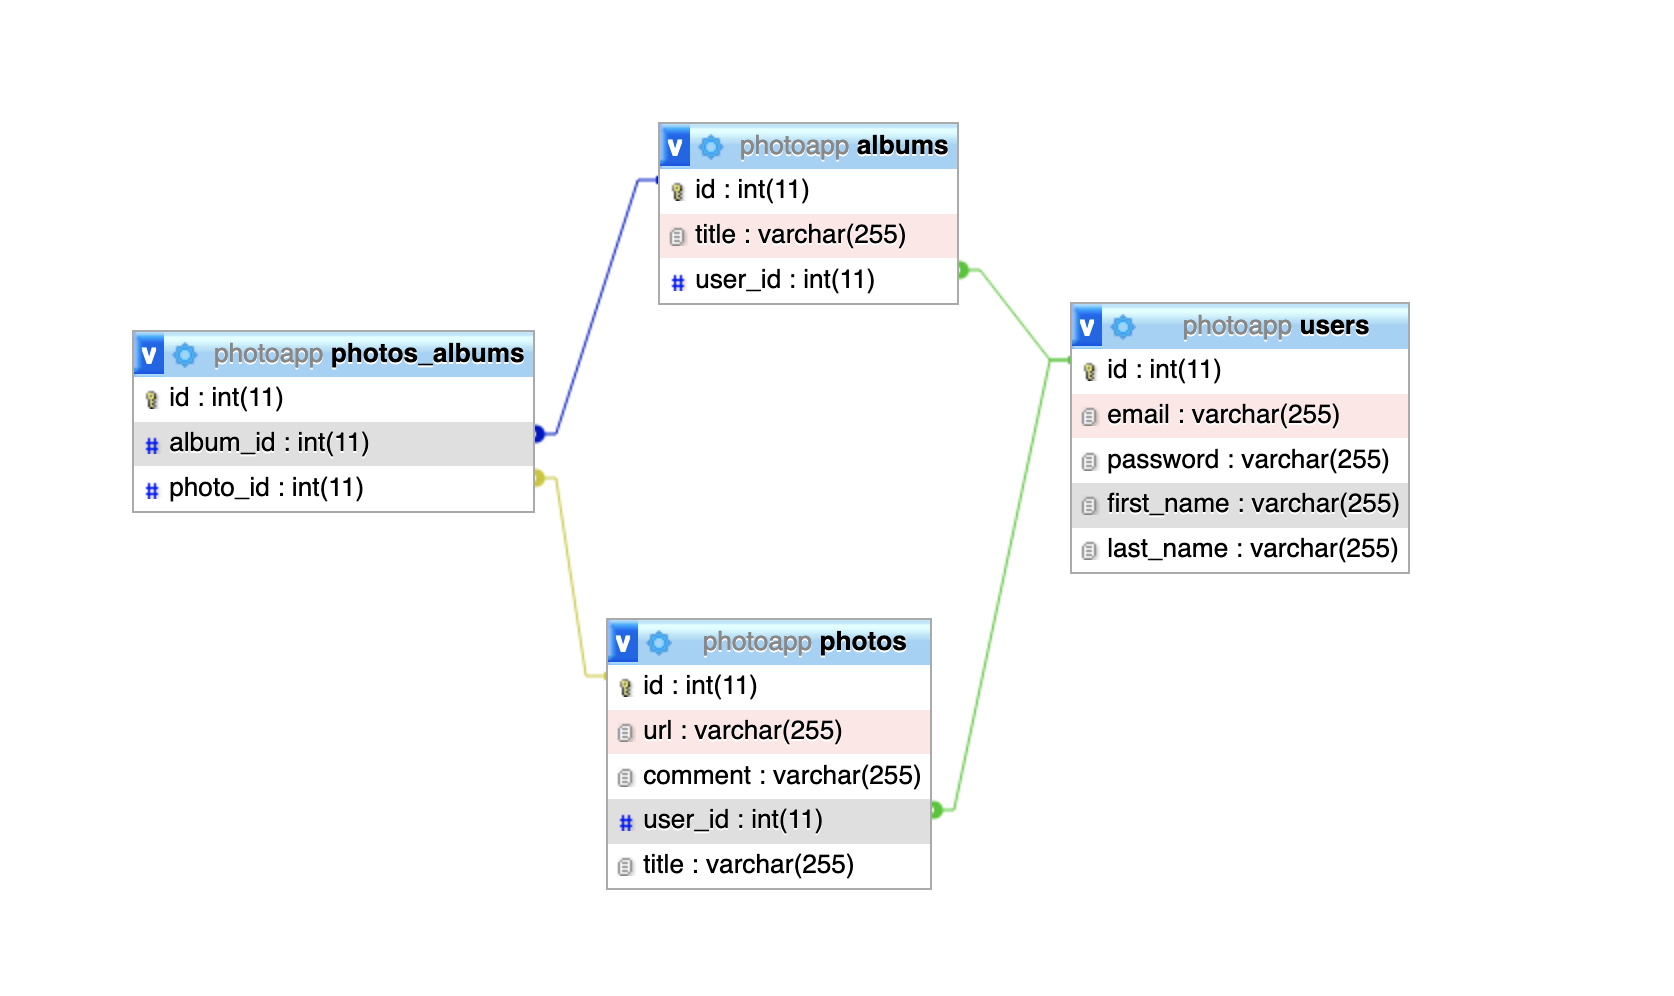 v photoapp albums
id : int(11)
title : varchar(255)
# user_id : int(11)
v photoapp users
id : int(11)
email : varchar(255)
password : varchar(255)
first_name : varchar(255)
last_name : varchar(255)
v photoapp photos_albums
id : int(11)
# album_id : int(11)
# photo_id : int(11)
v photoapp photos
id : int(11)
url : varchar(255)
comment : varchar(255)
# user_id : int(11)
title : varchar(255)